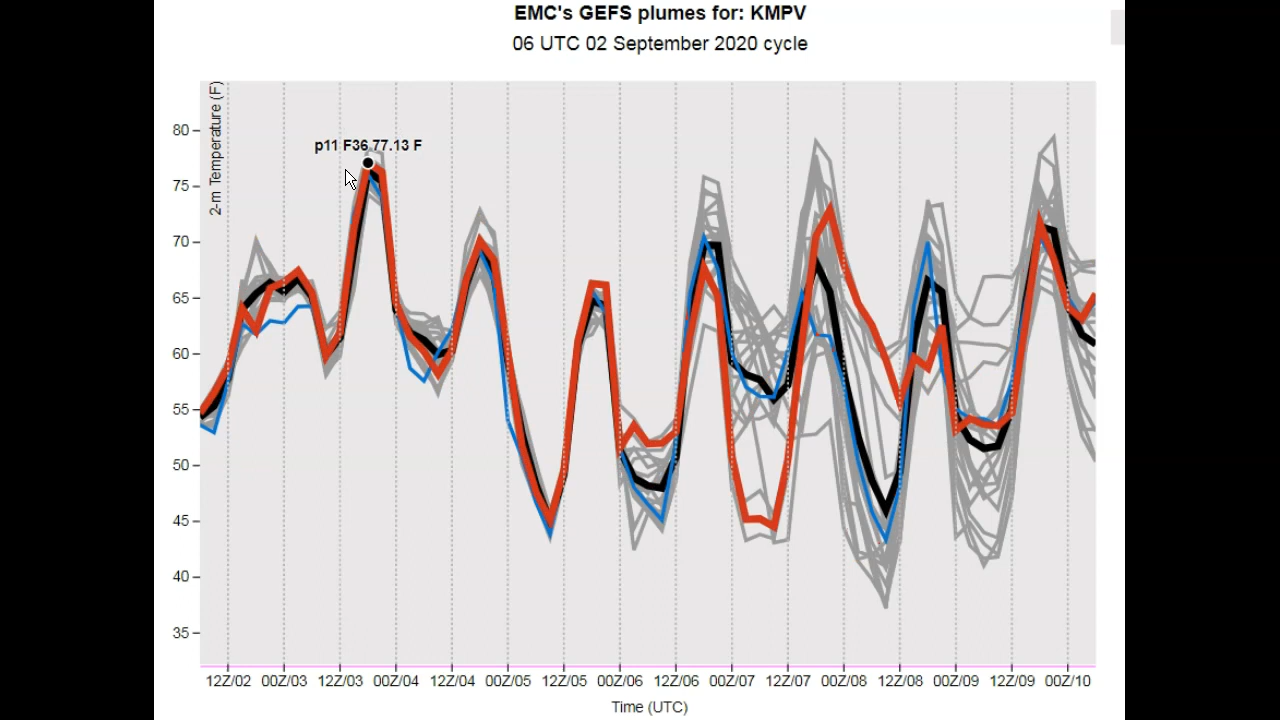 EMC's GEFS plumes for: KMPV
06 UTC 02 September 2020 cycle
2-m Temperature (F)
p11 F36 77.13 F
80
75
70
65
60
55
50
45
40
35
12Z/02 00Z/03 12Z/03 00Z/04 12Z/04 00Z/05 12Z/05 00Z/06 12Z/06 00Z/07 12Z/07 00Z/08 12Z/08 00Z/09 12Z/09 00Z/10
Time (UTC)